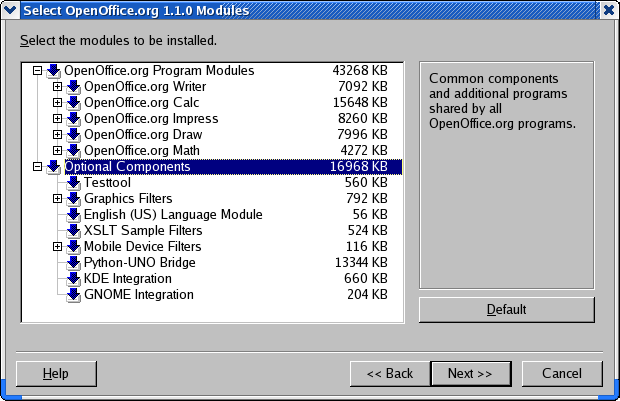 Select OpenOffice.org 1.1.0 Modules
Select the modules to be installed.
OpenOffice.org Program Modules 43268 KB
OpenOffice.org Writer 7092 KB
OpenOffice.org Calc 15648 KB
OpenOffice.org Impress 8260 KB
OpenOffice.org Draw 7996 KB
OpenOffice.org Math 4272 KB
Optional Components 16968 KB
Testtool 560 KB
Graphics Filters 792 KB
English (US) Language Module 56 KB
XSLT Sample Filters 524 KB
Mobile Device Filters 116 KB
Python-UNO Bridge 13344 KB
KDE Integration 660 KB
GNOME Integration 204 KB
Common components
and additional programs
shared by all
OpenOffice.org programs.
Default
Help
<< Back
Next >>
Cancel